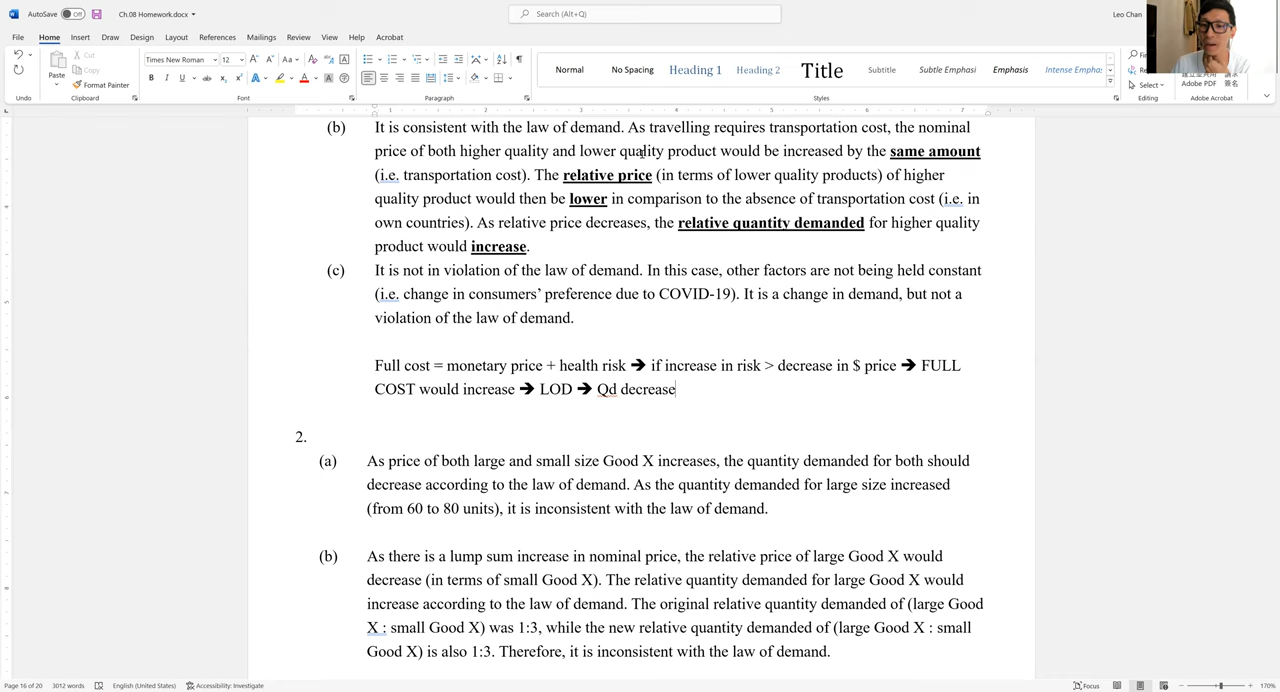 AutoSave Off Ch.08 Homework.docx Search (Alt+Q) Leo Chan
File Home Insert Draw Design Layout References Mailings Review View Help Acrobat
Paste Cut Copy Format Painter
Times New Roman 12
Normal No Spacing Heading 1 Heading 2 Title Subtitle Subtle Emphasi Emphasis Intense Empha:
Select
Adobe PDF
Undo Clipboard Font Paragraph Styles Editing Adobe Acrobat
(b) It is consistent with the law of demand. As travelling requires transportation cost, the nominal
price of both higher quality and lower quality product would be increased by the same amount
(i.e. transportation cost). The relative price (in terms of lower quality products) of higher
quality product would then be lower in comparison to the absence of transportation cost (i.e. in
own countries). As relative price decreases, the relative quantity demanded for higher quality
product would increase.
(c) It is not in violation of the law of demand. In this case, other factors are not being held constant
(i.e. change in consumers’ preference due to COVID-19). It is a change in demand, but not a
violation of the law of demand.
Full cost = monetary price + health risk ➔ if increase in risk > decrease in $ price ➔ FULL
COST would increase ➔ LOD ➔ Qd decrease
2.
(a) As price of both large and small size Good X increases, the quantity demanded for both should
decrease according to the law of demand. As the quantity demanded for large size increased
(from 60 to 80 units), it is inconsistent with the law of demand.
(b) As there is a lump sum increase in nominal price, the relative price of large Good X would
decrease (in terms of small Good X). The relative quantity demanded for large Good X would
increase according to the law of demand. The original relative quantity demanded of (large Good
X : small Good X) was 1:3, while the new relative quantity demanded of (large Good X : small
Good X) is also 1:3. Therefore, it is inconsistent with the law of demand.
Page 16 of 20 3012 words English (United States) Accessibility: Investigate Focus 170%